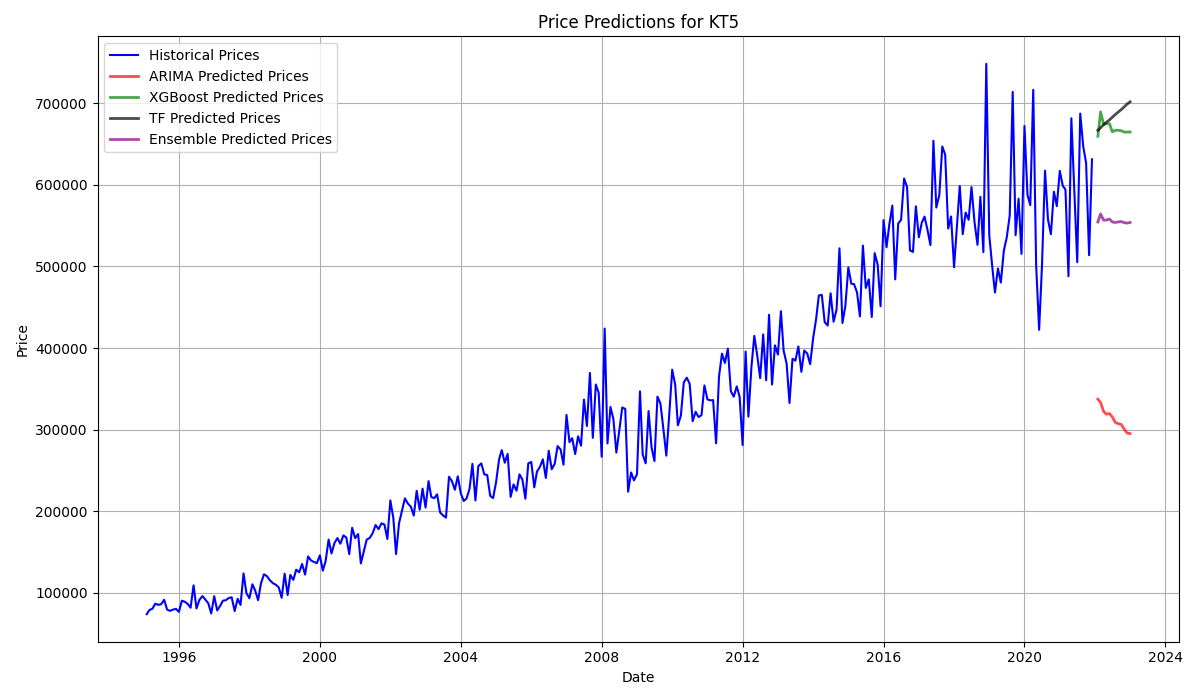 Price Predictions for KT5
Historical Prices
ARIMA Predicted Prices
XGBoost Predicted Prices
TF Predicted Prices
Ensemble Predicted Prices
Price
700000
600000
500000
400000
300000
200000
100000
1996 2000 2004 2008 2012 2016 2020 2024
Date